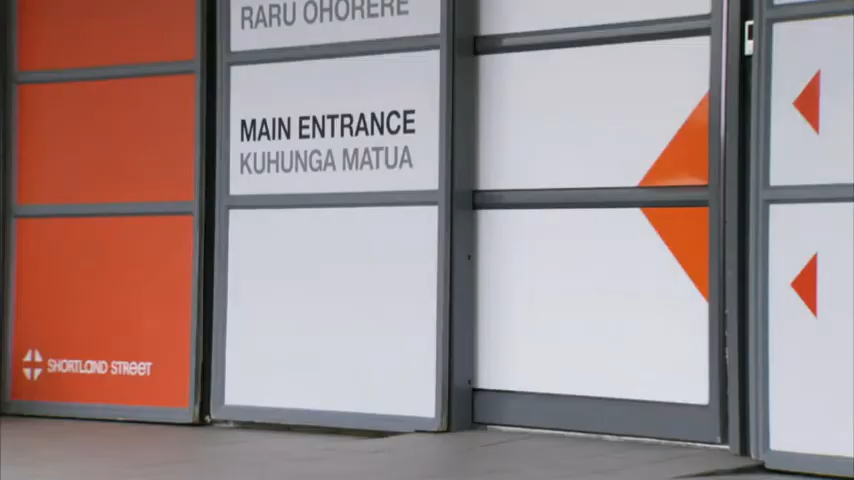 RARU OHORERE
MAIN ENTRANCE
KUHUNGA MATUA
SHORTLAND STREET